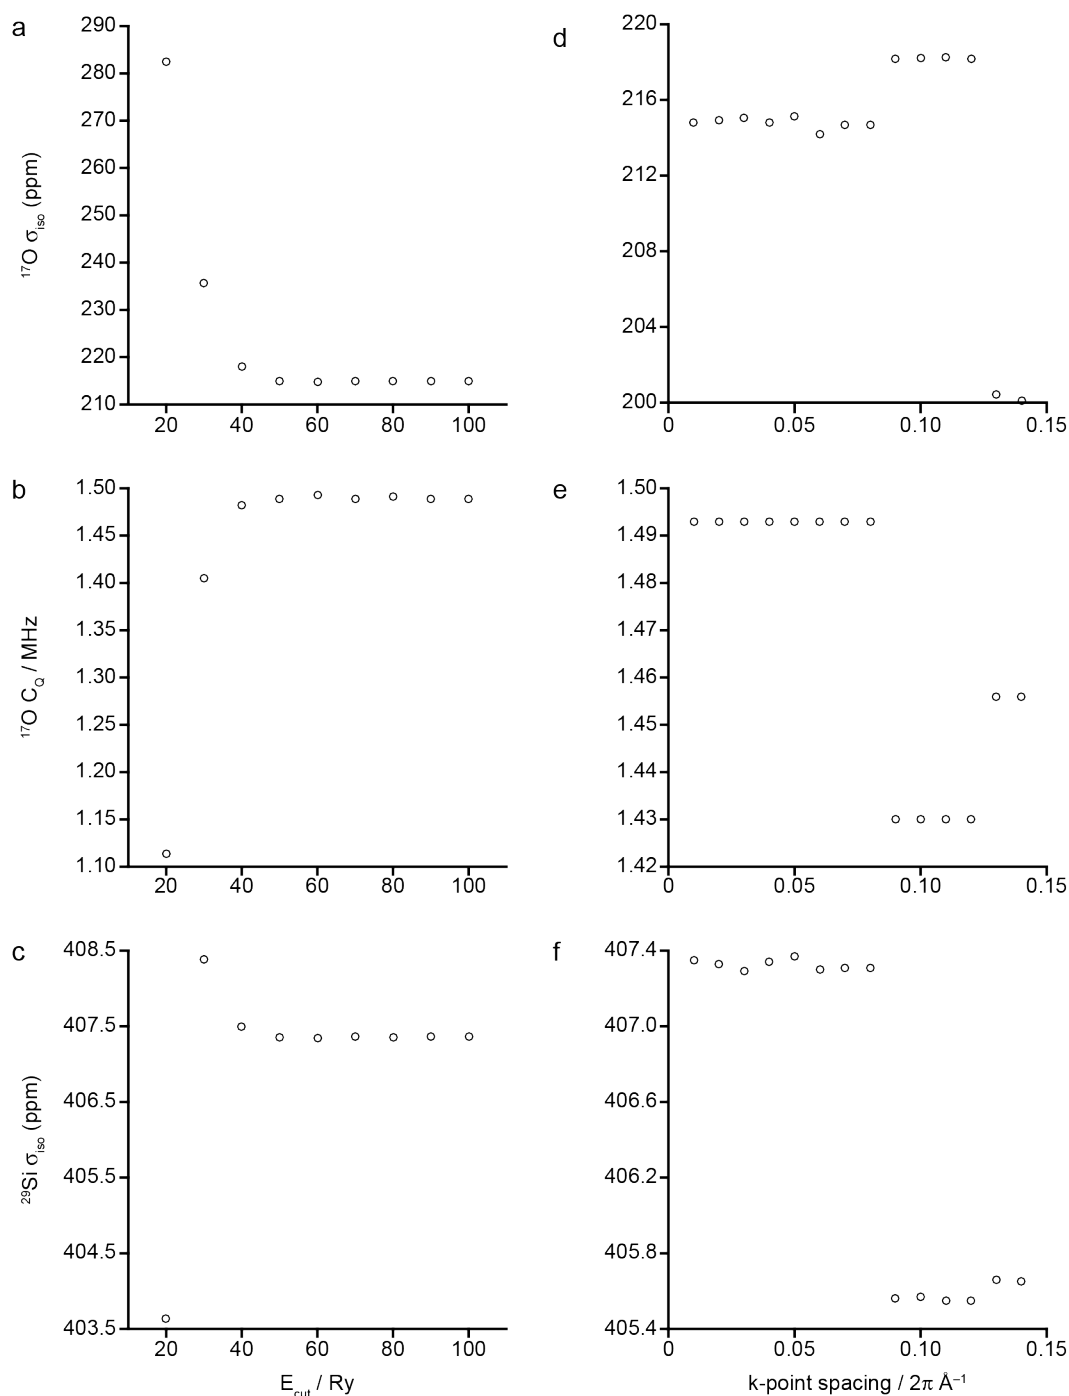 a
290
280
270
260
250
240
230
220
210
20 40 60 80 100
¹⁷O σiso (ppm)
d
220
216
212
208
204
200
0 0.05 0.10 0.15
b
1.50
1.45
1.40
1.35
1.30
1.25
1.20
1.15
1.10
20 40 60 80 100
¹⁷O CQ / MHz
e
1.50
1.49
1.48
1.47
1.46
1.45
1.44
1.43
1.42
0 0.05 0.10 0.15
c
408.5
407.5
406.5
405.5
404.5
403.5
20 40 60 80 100
²⁹Si σiso (ppm)
Ecut / Ry
f
407.4
407.0
406.6
406.2
405.8
405.4
0 0.05 0.10 0.15
k-point spacing / 2π Å⁻¹